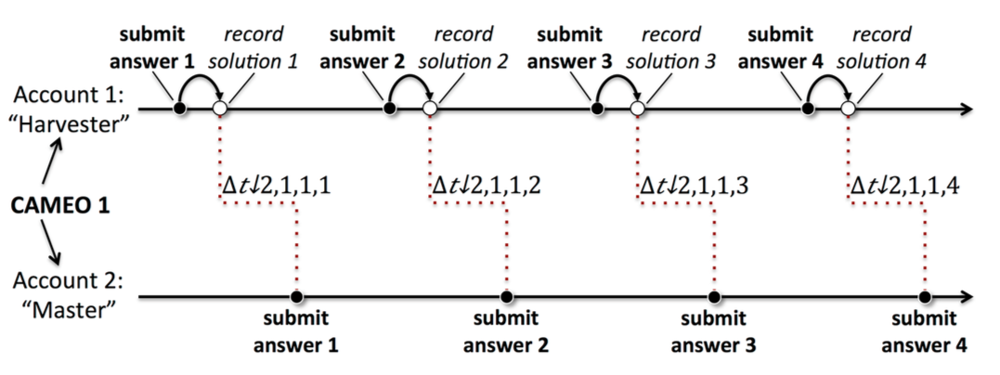 submit
answer 1
record
solution 1
submit
answer 2
record
solution 2
submit
answer 3
record
solution 3
submit
answer 4
record
solution 4
Account 1:
“Harvester”
Δt↓2,1,1,1
Δt↓2,1,1,2
Δt↓2,1,1,3
Δt↓2,1,1,4
CAMEO 1
Account 2:
“Master”
submit
answer 1
submit
answer 2
submit
answer 3
submit
answer 4